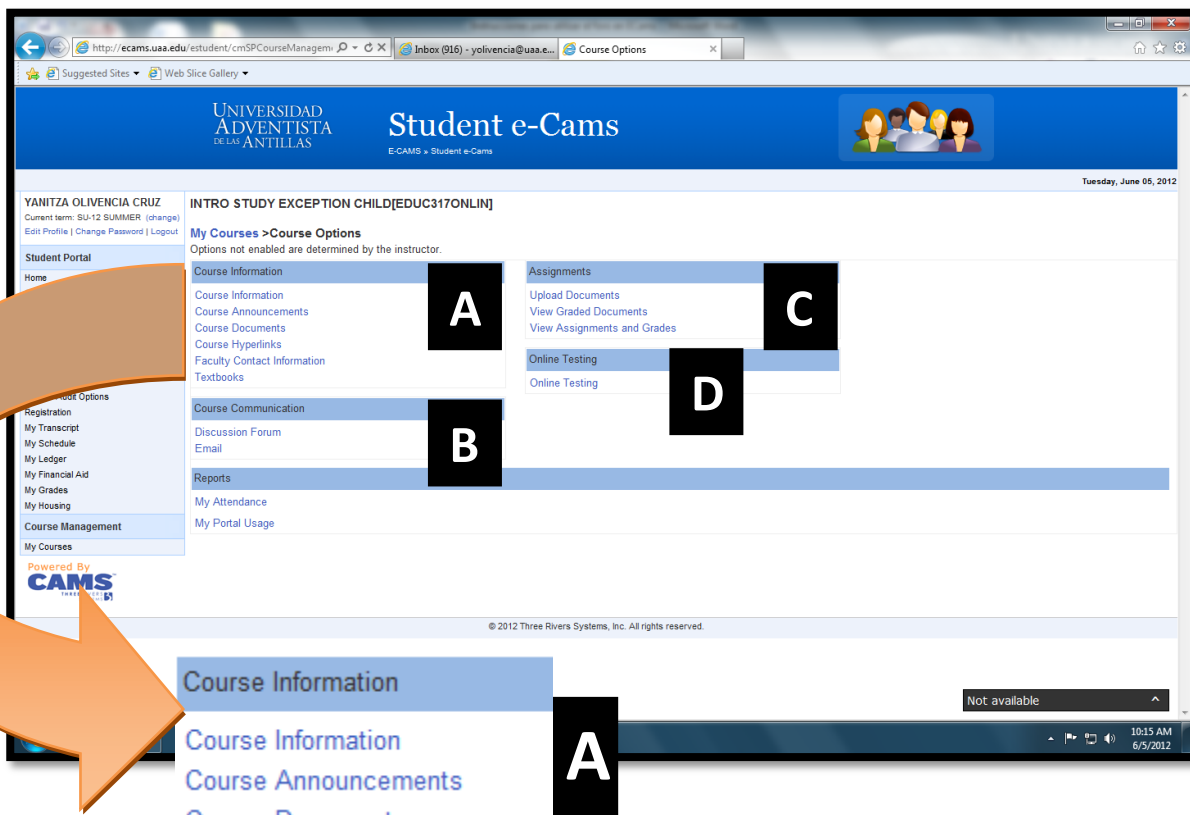 http://ecams.uaa.edu/estudent/cmSPCourseManageme
Inbox (916) - yolivencia@uaa.e...
Course Options
Suggested Sites
Web Slice Gallery
UNIVERSIDAD
ADVENTISTA
DE LAS ANTILLAS
Student e-Cams
E-CAMS » Student e-Cams
Tuesday, June 05, 2012
YANITZA OLIVENCIA CRUZ
Current term: SU-12 SUMMER (change)
Edit Profile | Change Password | Logout
Student Portal
Home
Audit Options
Registration
My Transcript
My Schedule
My Ledger
My Financial Aid
My Grades
My Housing
Course Management
My Courses
Powered By
CAMS
INTRO STUDY EXCEPTION CHILD[EDUC317ONLIN]
My Courses >Course Options
Options not enabled are determined by the instructor.
Course Information
A
Course Information
Course Announcements
Course Documents
Course Hyperlinks
Faculty Contact Information
Textbooks
Course Communication
B
Discussion Forum
Email
Assignments
C
Upload Documents
View Graded Documents
View Assignments and Grades
Online Testing
D
Online Testing
Reports
My Attendance
My Portal Usage
© 2012 Three Rivers Systems, Inc. All rights reserved.
Not available
10:15 AM
6/5/2012
Course Information
A
Course Information
Course Announcements